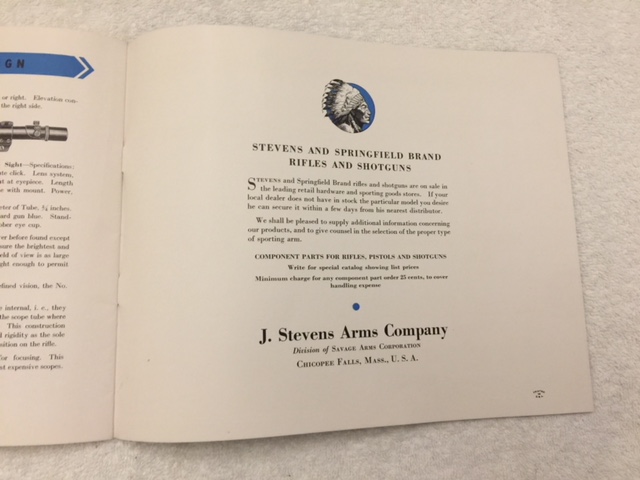 GN
or right. Elevation con-
the right side.
Sight—Specifications:
te click. Lens system,
nt at eyepiece. Length
e with mount. Power,
eter of Tube, ¾ inches.
ard gun blue. Stand-
ber eye cup.
ver before found except
sure the brightest and
eld of view is as large
ght enough to permit
efined vision, the No.
e internal, i. e., they
the scope tube where
This construction
d rigidity as the sole
osition on the rifle.
for focusing. This
st expensive scopes.
STEVENS AND SPRINGFIELD BRAND
RIFLES AND SHOTGUNS
STEVENS and Springfield Brand rifles and shotguns are on sale in
the leading retail hardware and sporting goods stores. If your
local dealer does not have in stock the particular model you desire
he can secure it within a few days from his nearest distributor.
We shall be pleased to supply additional information concerning
our products, and to give counsel in the selection of the proper type
of sporting arm.
COMPONENT PARTS FOR RIFLES, PISTOLS AND SHOTGUNS
Write for special catalog showing list prices
Minimum charge for any component part order 25 cents, to cover
handling expense
J. Stevens Arms Company
Division of SAVAGE ARMS CORPORATION
CHICOPEE FALLS, MASS., U. S. A.